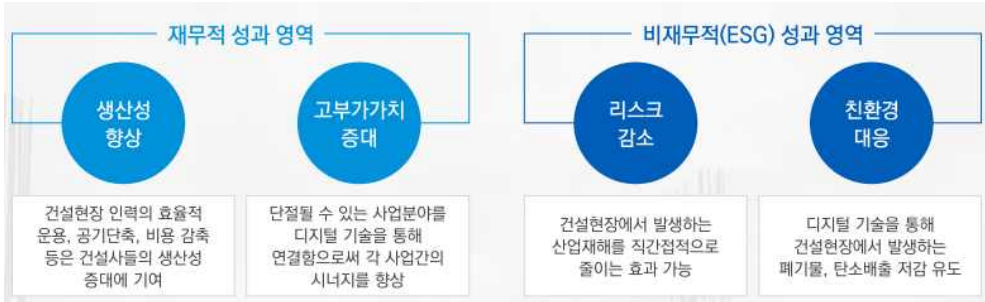 재무적 성과 영역
생산성
향상
고부가가치
증대
건설현장 인력의 효율적
운용, 공기단축, 비용 감축
등은 건설사들의 생산성
증대에 기여
단절될 수 있는 사업분야를
디지털 기술을 통해
연결함으로써 각 사업간의
시너지를 향상
비재무적(ESG) 성과 영역
리스크
감소
친환경
대응
건설현장에서 발생하는
산업재해를 직간접적으로
줄이는 효과 가능
디지털 기술을 통해
건설현장에서 발생하는
폐기물, 탄소배출 저감 유도